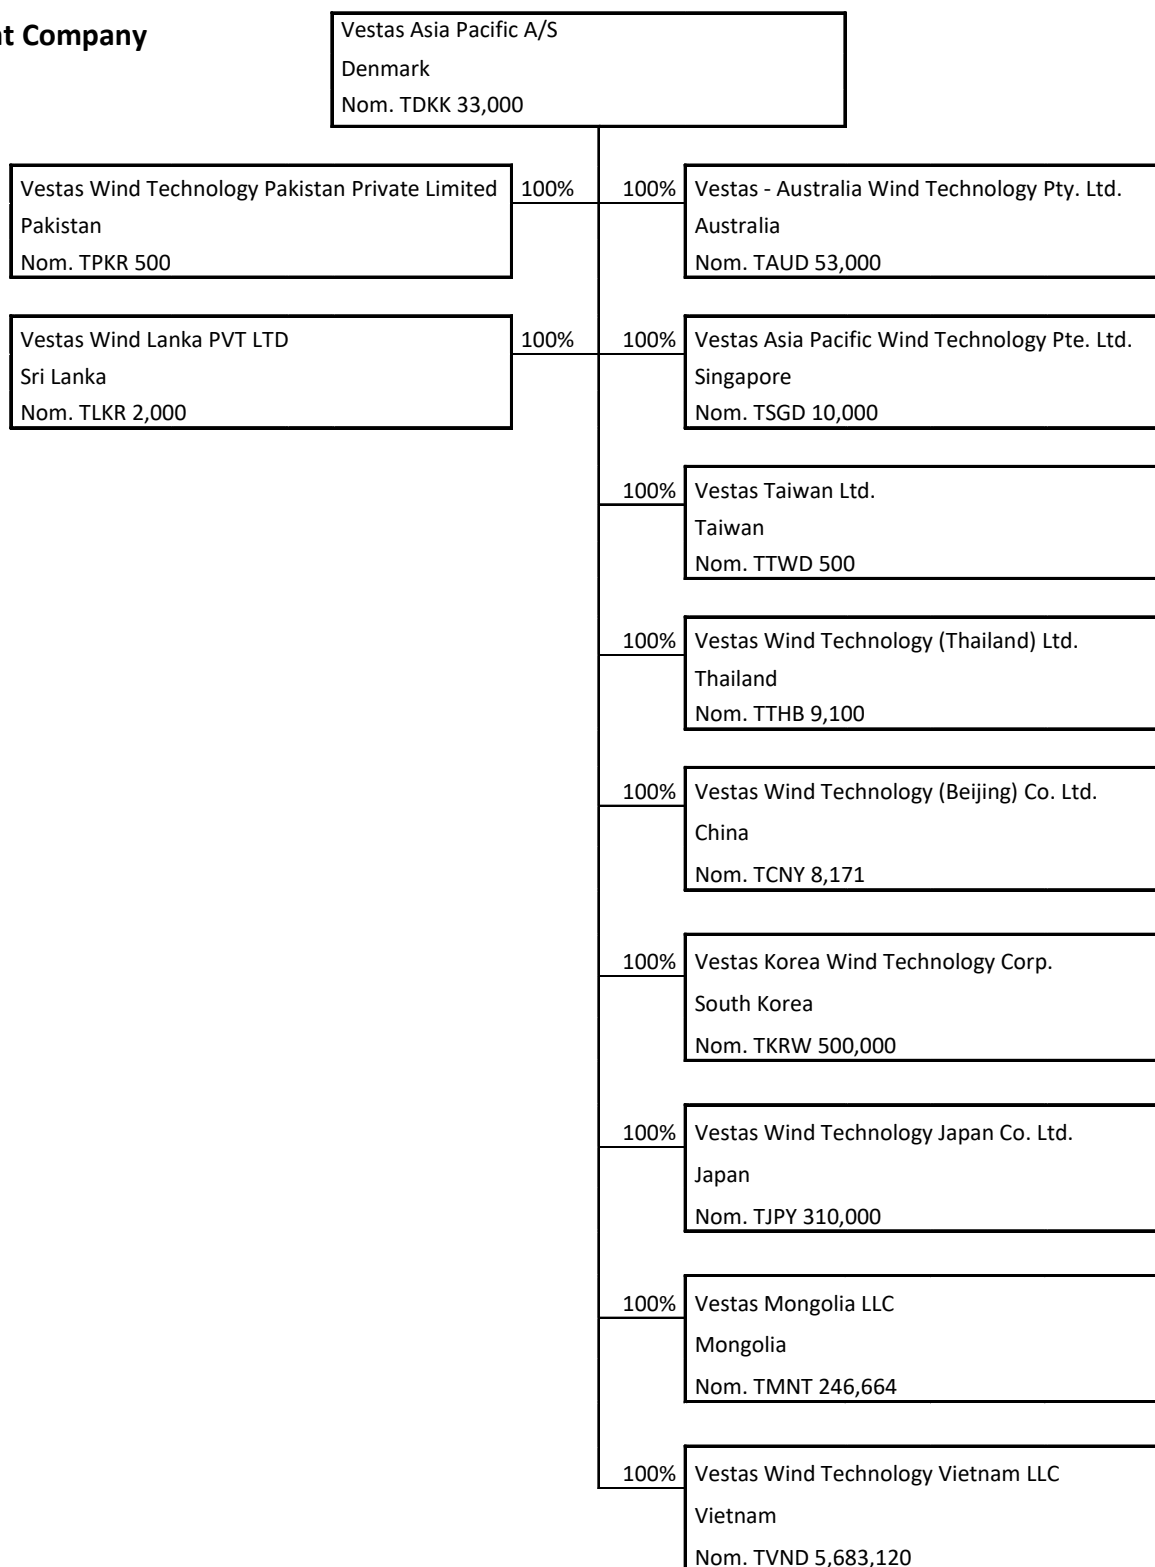 t Company
Vestas Asia Pacific A/S
Denmark
Nom. TDKK 33,000
Vestas Wind Technology Pakistan Private Limited
100%
100%
Vestas - Australia Wind Technology Pty. Ltd.
Pakistan
Australia
Nom. TPKR 500
Nom. TAUD 53,000
Vestas Wind Lanka PVT LTD
100%
100%
Vestas Asia Pacific Wind Technology Pte. Ltd.
Sri Lanka
Singapore
Nom. TLKR 2,000
Nom. TSGD 10,000
100%
Vestas Taiwan Ltd.
Taiwan
Nom. TTWD 500
100%
Vestas Wind Technology (Thailand) Ltd.
Thailand
Nom. TTHB 9,100
100%
Vestas Wind Technology (Beijing) Co. Ltd.
China
Nom. TCNY 8,171
100%
Vestas Korea Wind Technology Corp.
South Korea
Nom. TKRW 500,000
100%
Vestas Wind Technology Japan Co. Ltd.
Japan
Nom. TJPY 310,000
100%
Vestas Mongolia LLC
Mongolia
Nom. TMNT 246,664
100%
Vestas Wind Technology Vietnam LLC
Vietnam
Nom. TVND 5,683,120